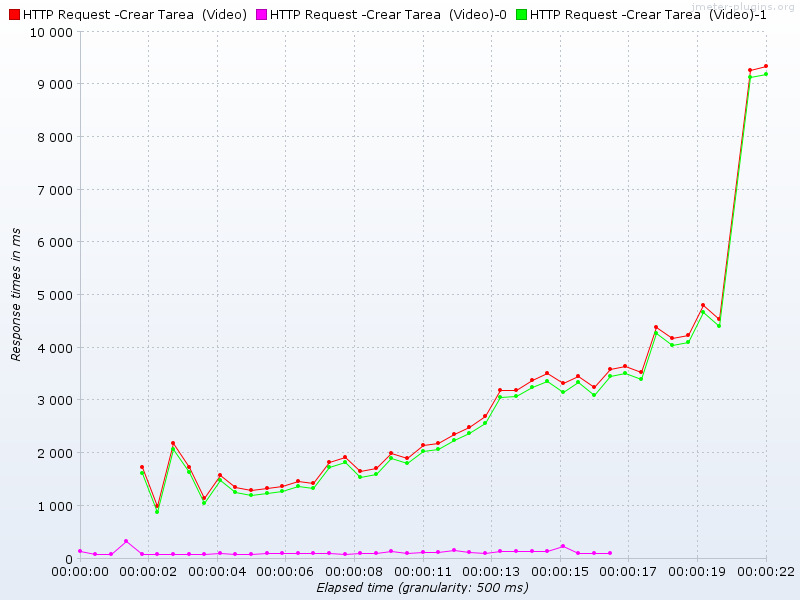 jmeter-plugins.org
HTTP Request -Crear Tarea (Video) HTTP Request -Crear Tarea (Video)-0 HTTP Request -Crear Tarea (Video)-1
10 000
9 000
8 000
7 000
6 000
5 000
4 000
3 000
2 000
1 000
0
Response times in ms
00:00:00 00:00:02 00:00:04 00:00:06 00:00:08 00:00:11 00:00:13 00:00:15 00:00:17 00:00:19 00:00:22
Elapsed time (granularity: 500 ms)